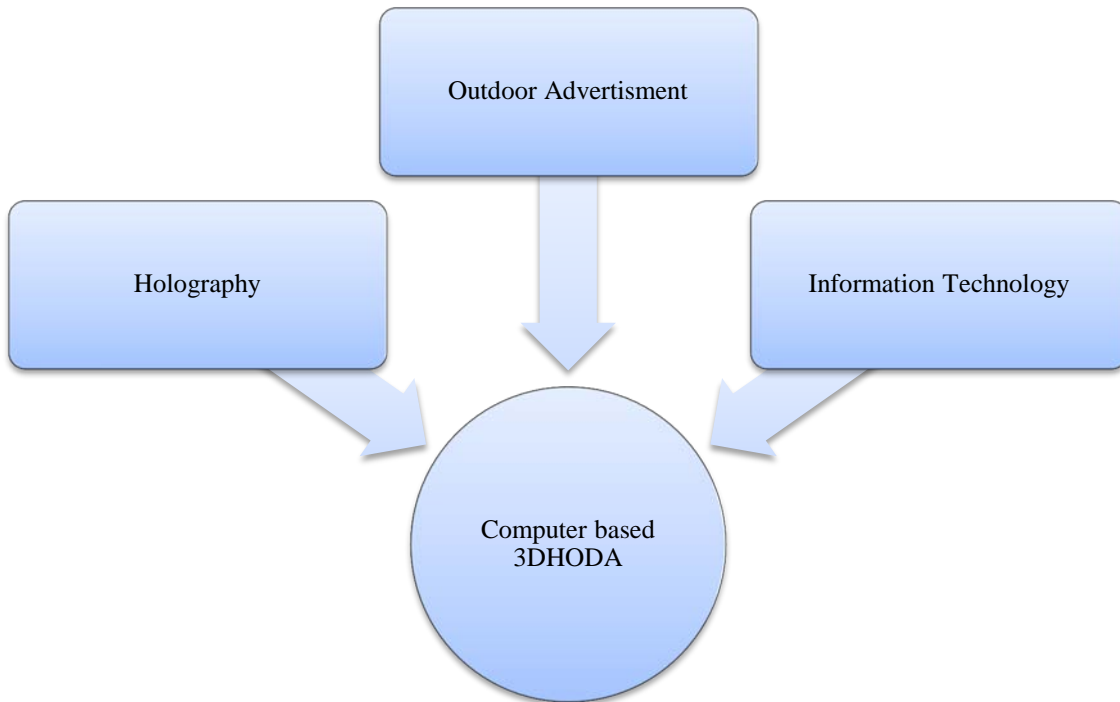 Outdoor Advertisment
Holography
Information Technology
Computer based
3DHODA